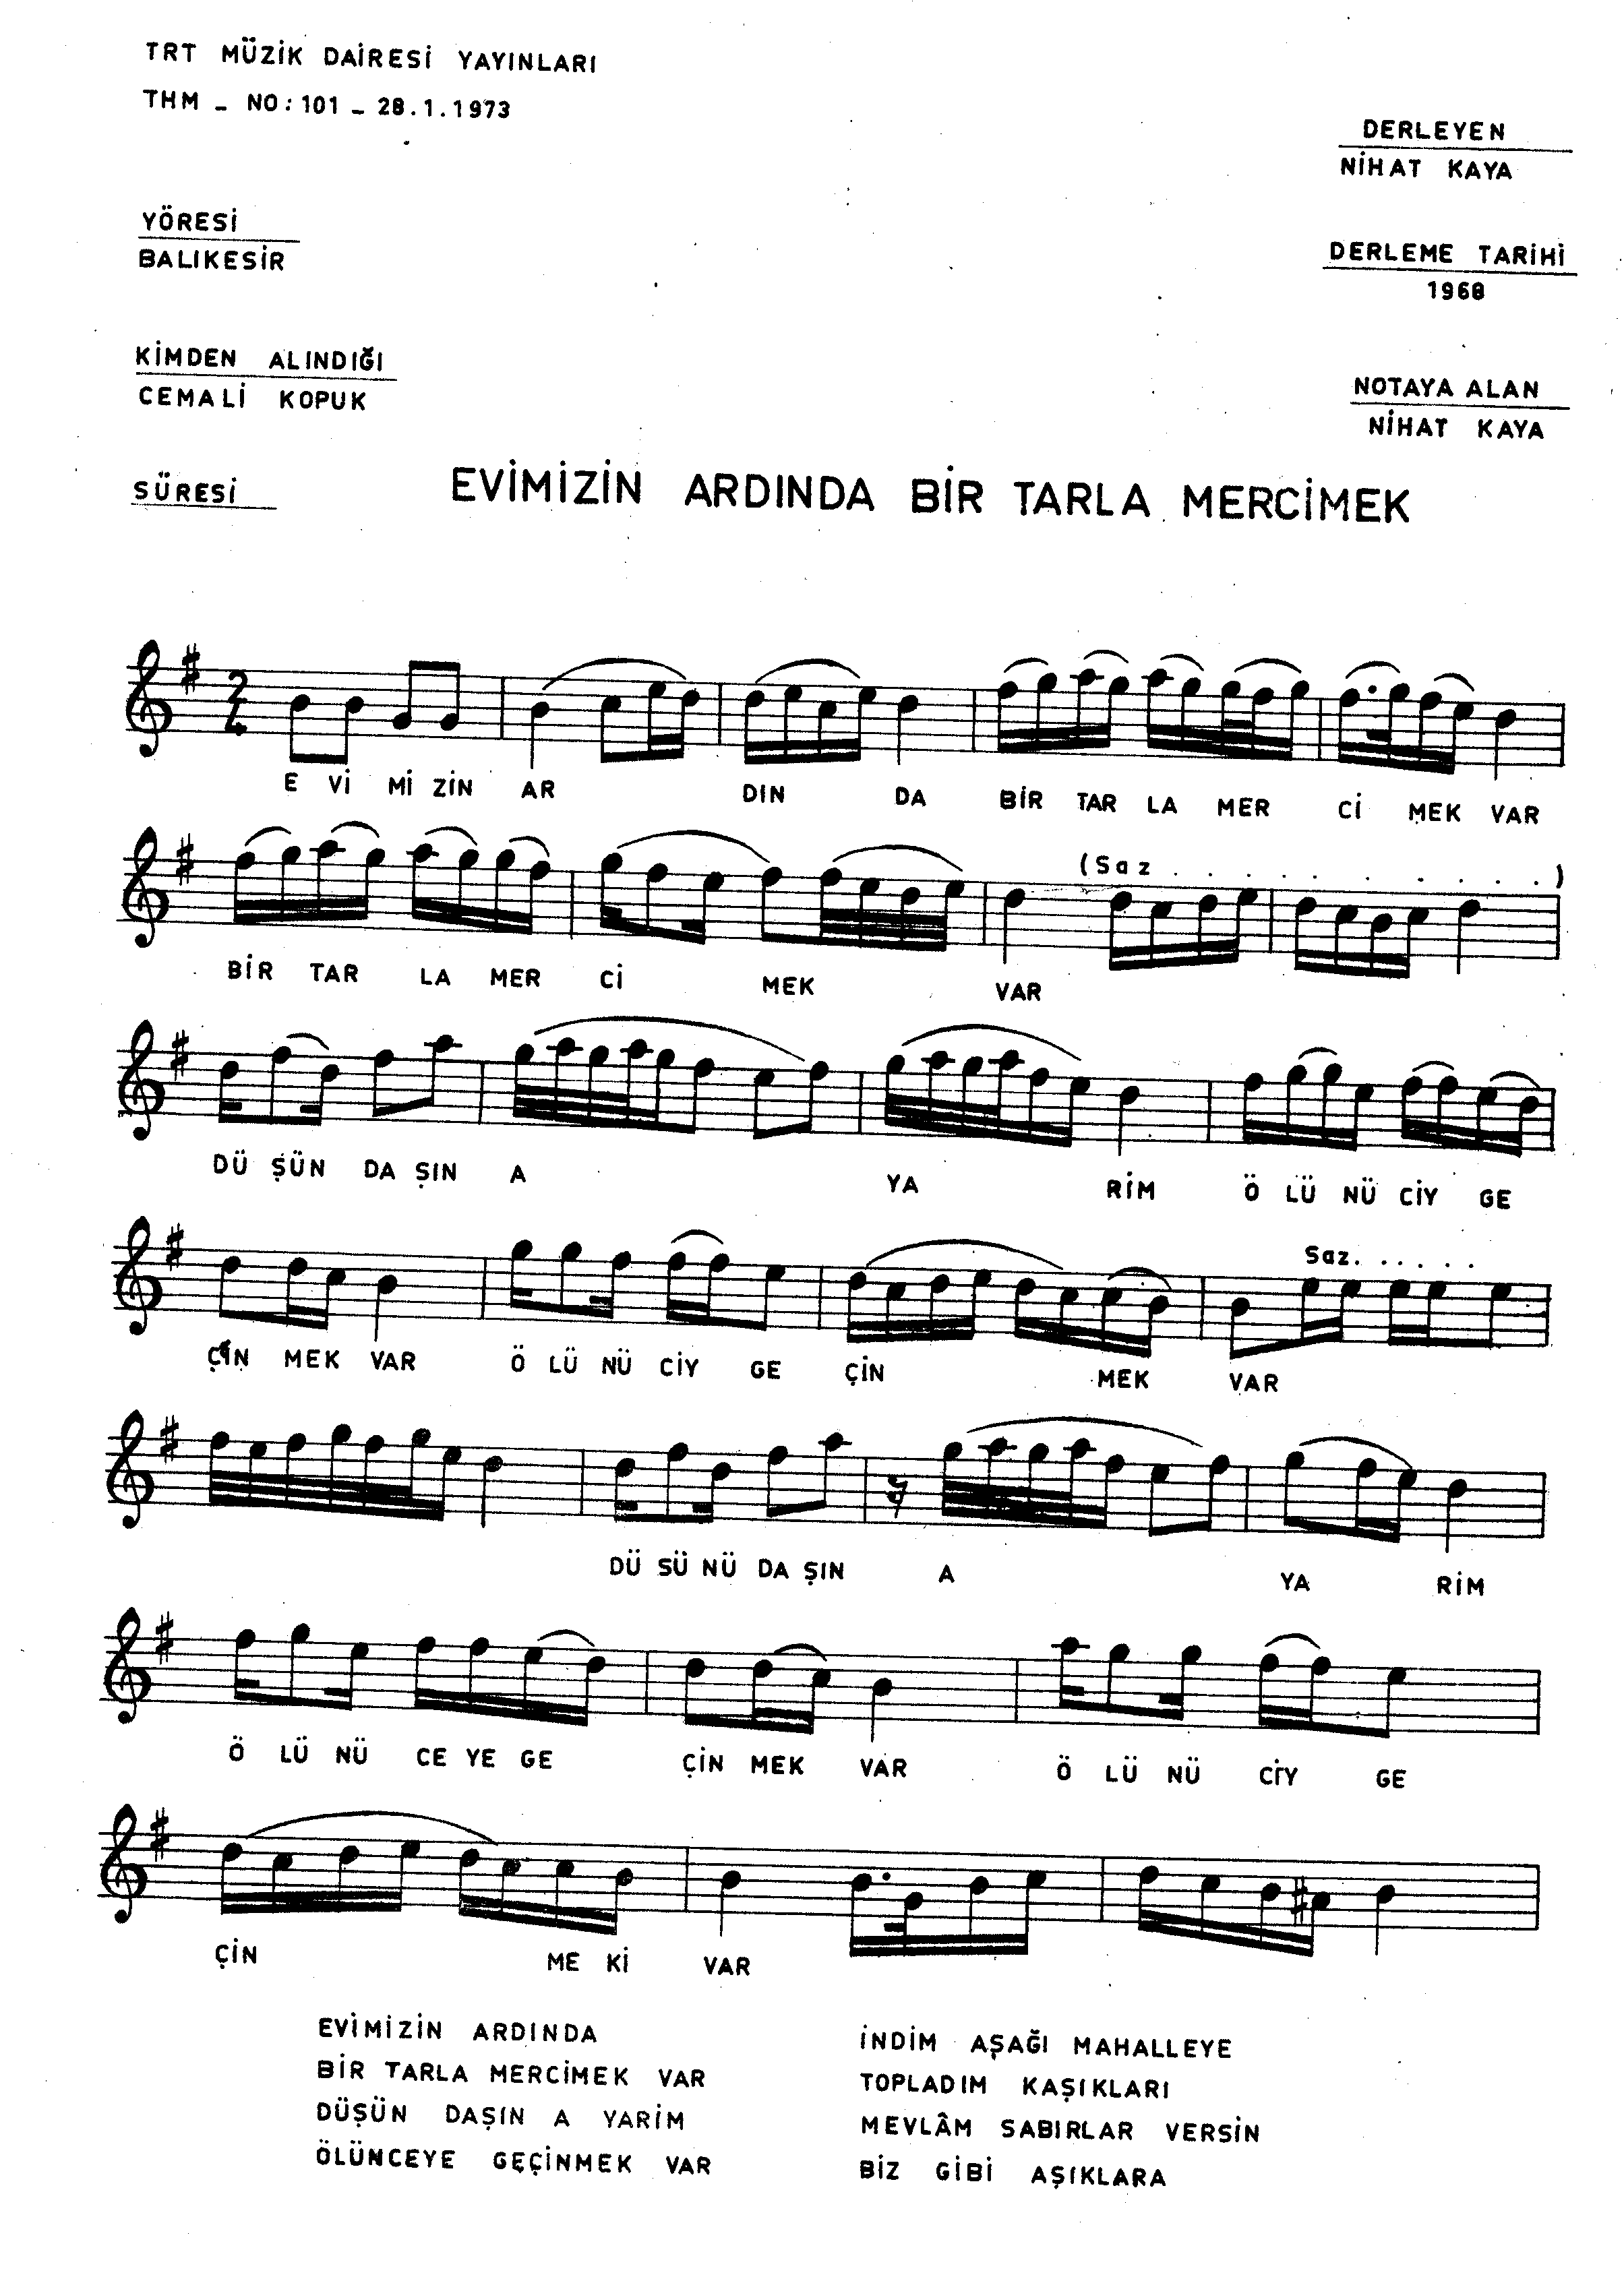 TRT MÜZİK DAİRESİ YAYINLARI
THM _ NO: 101 _ 28.1.1973
DERLEYEN
NİHAT KAYA
YÖRESİ
BALIKESİR
DERLEME TARİHİ
1968
KİMDEN ALINDIĞI
CEMALİ KOPUK
NOTAYA ALAN
NİHAT KAYA
SÜRESİ
EVİMİZİN ARDINDA BİR TARLA MERCİMEK
2
4
E Vİ Mİ ZİN AR DIN DA BİR TAR LA MER Cİ MEK VAR
(Saz . . . . . . . .)
BİR TAR LA MER Cİ MEK VAR
DÜ ŞÜN DA ŞIN A YA RİM Ö LÜ NÜ CİY GE
Saz. . . . . .
ÇİN MEK VAR Ö LÜ NÜ CİY GE ÇİN MEK VAR
DÜ SÜ NÜ DA ŞIN A YA RİM
Ö LÜ NÜ CE YE GE ÇİN MEK VAR Ö LÜ NÜ CİY GE
ÇİN ME Kİ VAR
EVİMİZİN ARDINDA
BİR TARLA MERCİMEK VAR
DÜŞÜN DAŞIN A YARİM
ÖLÜNCEYE GEÇİNMEK VAR
İNDİM AŞAĞI MAHALLEYE
TOPLADIM KAŞIKLARI
MEVLÂM SABIRLAR VERSİN
BİZ GİBİ AŞIKLARA